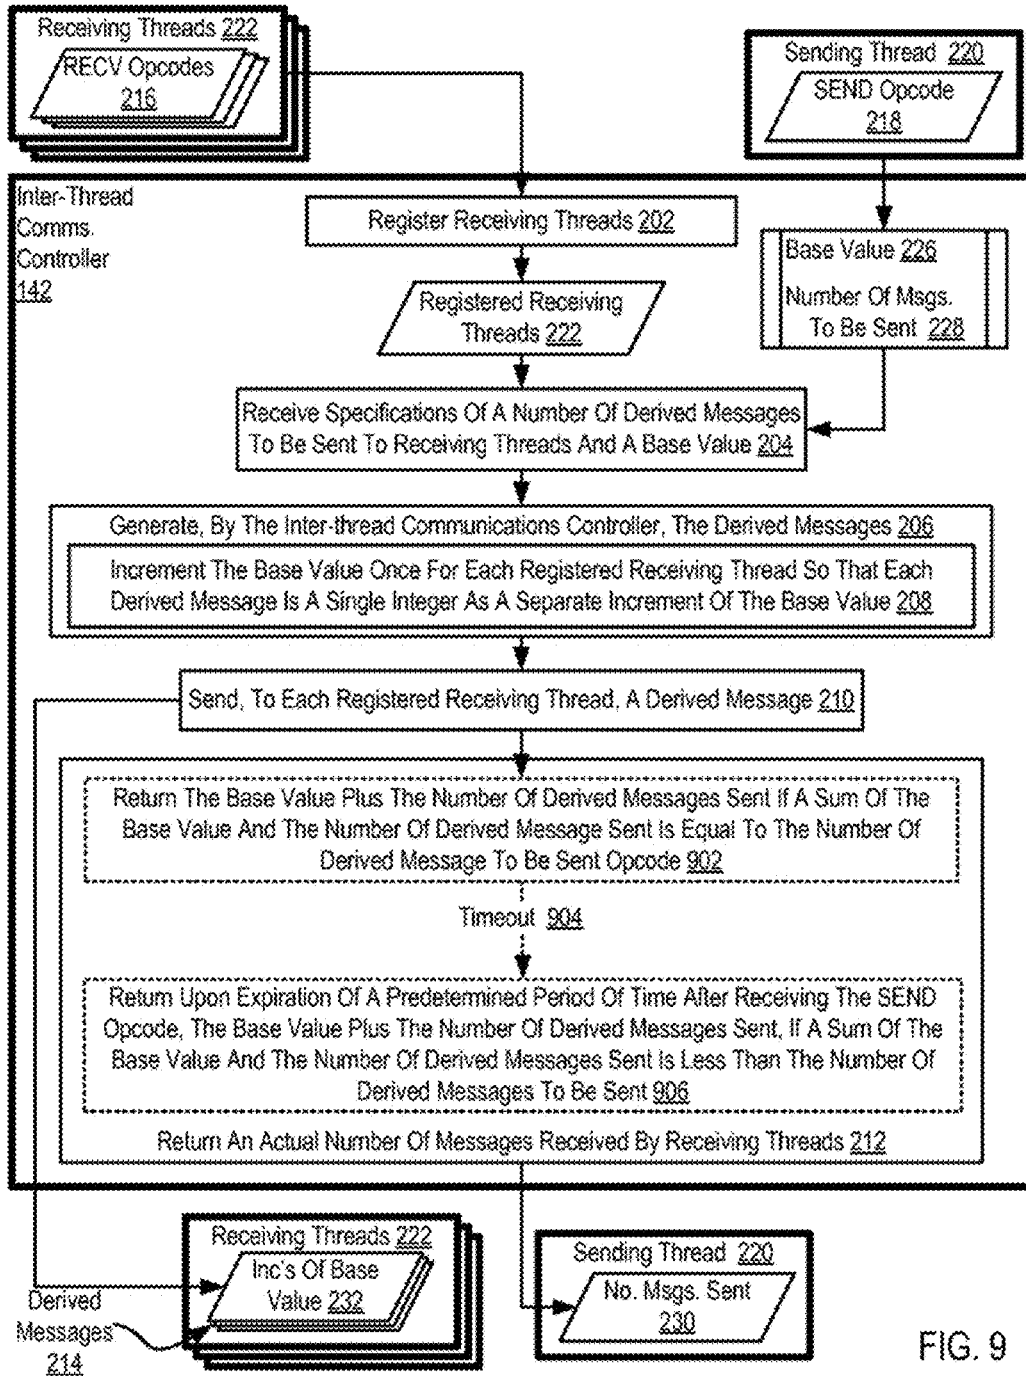 Receiving Threads 222
RECV Opcodes
216
Sending Thread 220
SEND Opcode
218
Inter-Thread
Comms.
Controller
142
Register Receiving Threads 202
Base Value 226
Number Of Msgs.
To Be Sent 228
Registered Receiving
Threads 222
Receive Specifications Of A Number Of Derived Messages
To Be Sent To Receiving Threads And A Base Value 204
Generate, By The Inter-thread Communications Controller, The Derived Messages 206
Increment The Base Value Once For Each Registered Receiving Thread So That Each
Derived Message Is A Single Integer As A Separate Increment Of The Base Value 208
Send, To Each Registered Receiving Thread, A Derived Message 210
Return The Base Value Plus The Number Of Derived Messages Sent If A Sum Of The
Base Value And The Number Of Derived Message Sent Is Equal To The Number Of
Derived Message To Be Sent Opcode 902
Timeout 904
Return Upon Expiration Of A Predetermined Period Of Time After Receiving The SEND
Opcode, The Base Value Plus The Number Of Derived Messages Sent, If A Sum Of The
Base Value And The Number Of Derived Messages Sent Is Less Than The Number Of
Derived Messages To Be Sent 906
Return An Actual Number Of Messages Received By Receiving Threads 212
Receiving Threads 222
Inc's Of Base
Value 232
Derived
Messages
214
Sending Thread 220
No. Msgs. Sent
230
FIG. 9